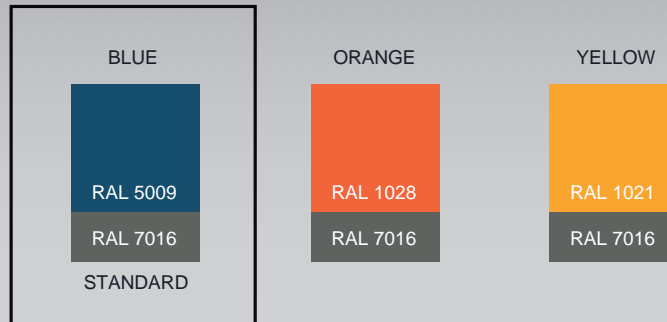 BLUE
RAL 5009
RAL 7016
STANDARD
ORANGE
RAL 1028
RAL 7016
YELLOW
RAL 1021
RAL 7016